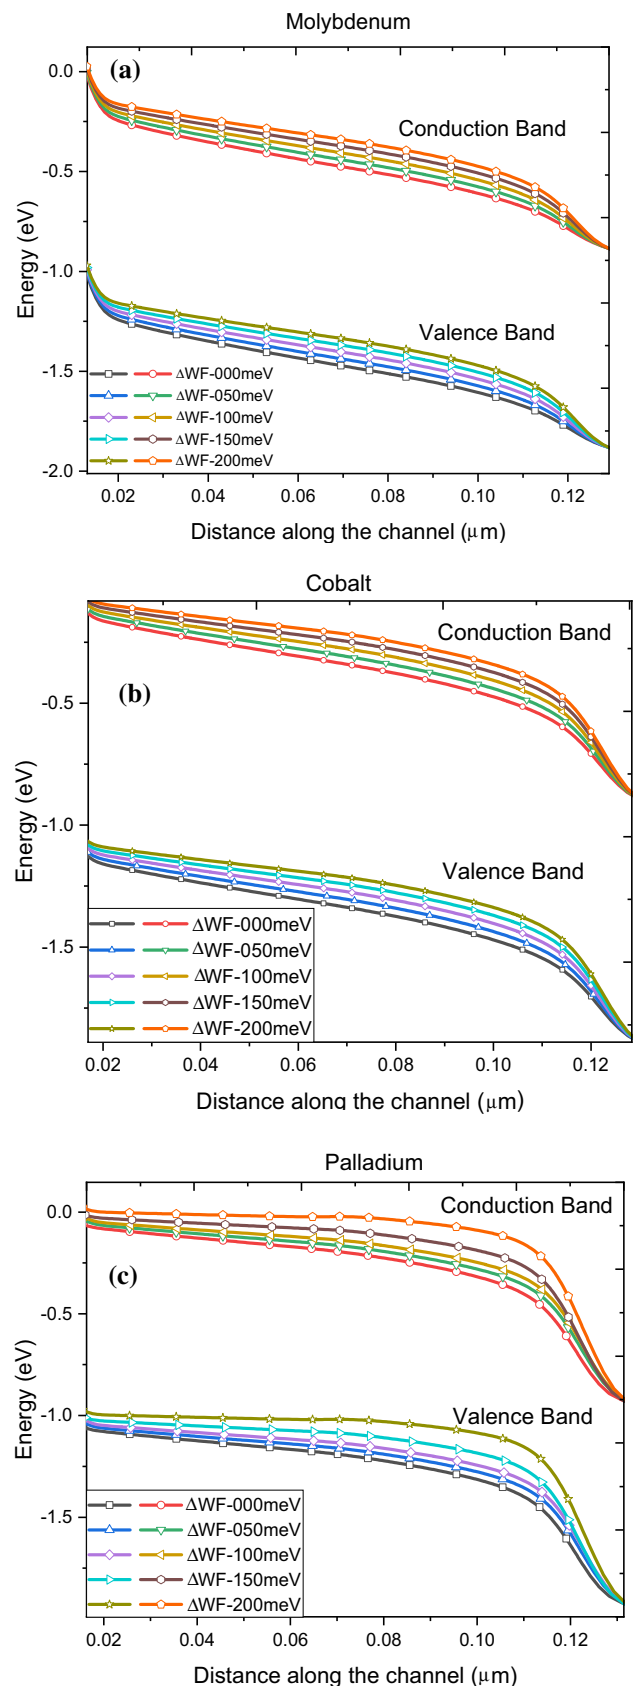 Molybdenum
(a)
0.0
-0.5
-1.0
-1.5
-2.0
Energy (eV)
Conduction Band
Valence Band
ΔWF-000meV
ΔWF-050meV
ΔWF-100meV
ΔWF-150meV
ΔWF-200meV
0.02 0.04 0.06 0.08 0.10 0.12
Distance along the channel (μm)
Cobalt
(b)
-0.5
-1.0
-1.5
Energy (eV)
Conduction Band
Valence Band
ΔWF-000meV
ΔWF-050meV
ΔWF-100meV
ΔWF-150meV
ΔWF-200meV
0.02 0.04 0.06 0.08 0.10 0.12
Distance along the channel (μm)
Palladium
(c)
0.0
-0.5
-1.0
-1.5
Energy (eV)
Conduction Band
Valence Band
ΔWF-000meV
ΔWF-050meV
ΔWF-100meV
ΔWF-150meV
ΔWF-200meV
0.02 0.04 0.06 0.08 0.10 0.12
Distance along the channel (μm)